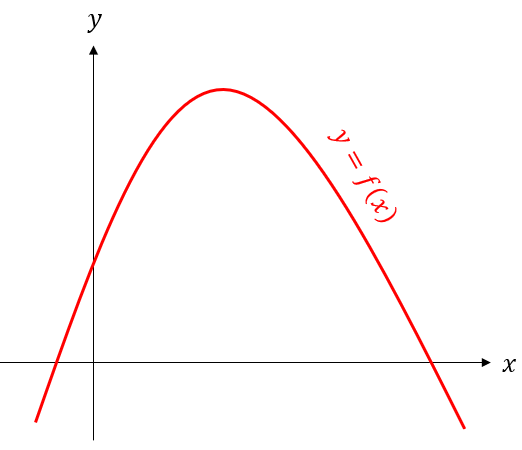 y
y = f(x)
x